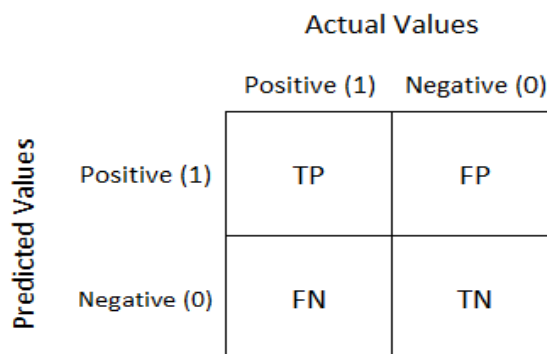 Actual Values
Positive (1) Negative (0)
Predicted Values
Positive (1) TP FP
Negative (0) FN TN